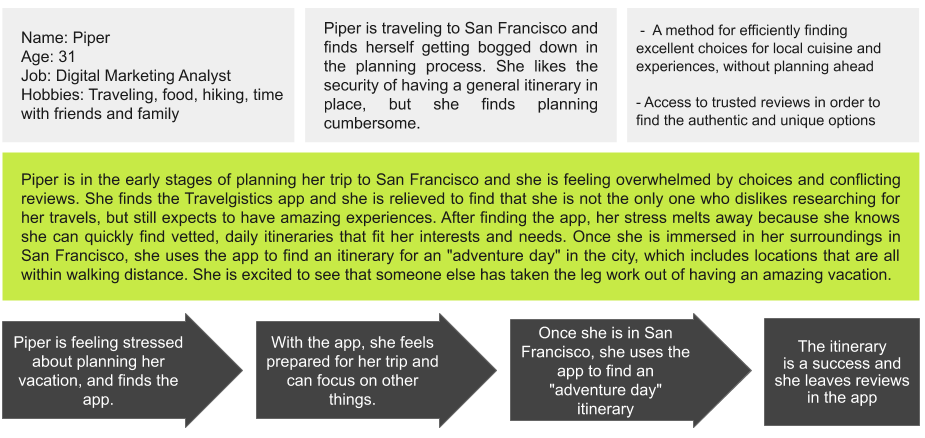 Name: Piper
Age: 31
Job: Digital Marketing Analyst
Hobbies: Traveling, food, hiking, time
with friends and family
Piper is traveling to San Francisco and
finds herself getting bogged down in
the planning process. She likes the
security of having a general itinerary in
place, but she finds planning
cumbersome.
- A method for efficiently finding
excellent choices for local cuisine and
experiences, without planning ahead
- Access to trusted reviews in order to
find the authentic and unique options
Piper is in the early stages of planning her trip to San Francisco and she is feeling overwhelmed by choices and conflicting
reviews. She finds the Travelgistics app and she is relieved to find that she is not the only one who dislikes researching for
her travels, but still expects to have amazing experiences. After finding the app, her stress melts away because she knows
she can quickly find vetted, daily itineraries that fit her interests and needs. Once she is immersed in her surroundings in
San Francisco, she uses the app to find an itinerary for an "adventure day" in the city, which includes locations that are all
within walking distance. She is excited to see that someone else has taken the leg work out of having an amazing vacation.
Piper is feeling stressed
about planning her
vacation, and finds the
app.
With the app, she feels
prepared for her trip and
can focus on other
things.
Once she is in San
Francisco, she uses the
app to find an
"adventure day"
itinerary
The itinerary
is a success and
she leaves reviews
in the app